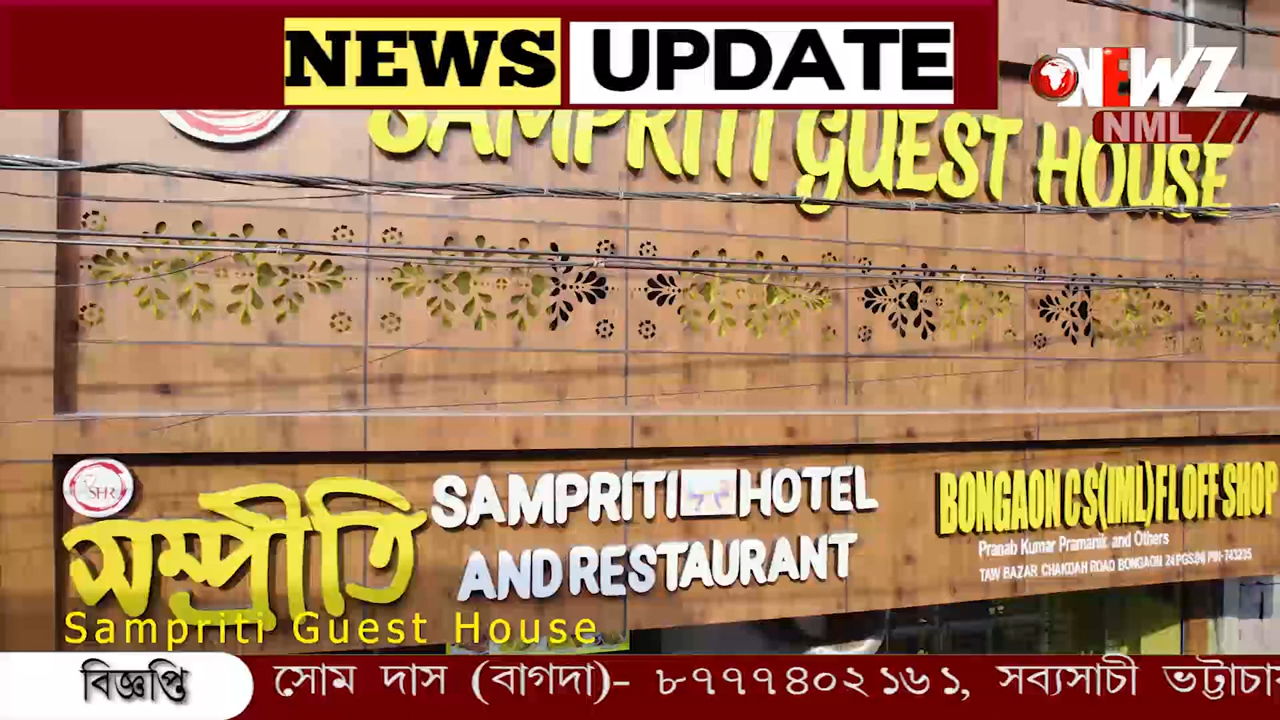 NEWS UPDATE
NEWZ
NML
SAMPRITI GUEST HOUSE
SHR
সম্প্রীতি
SAMPRITI HOTEL
AND RESTAURANT
BONGAON CS(IML) FL OFF SHOP
Pranab Kumar Pramanik and Others
TAW BAZAR CHAKDAH ROAD BONGAON 24PGS(N) PIN-743235
Sampriti Guest House
বিজ্ঞপ্তি
সোম দাস (বাগদা)- ৮৭৭৭৪০২১৬১, সব্যসাচী ভট্টাচা